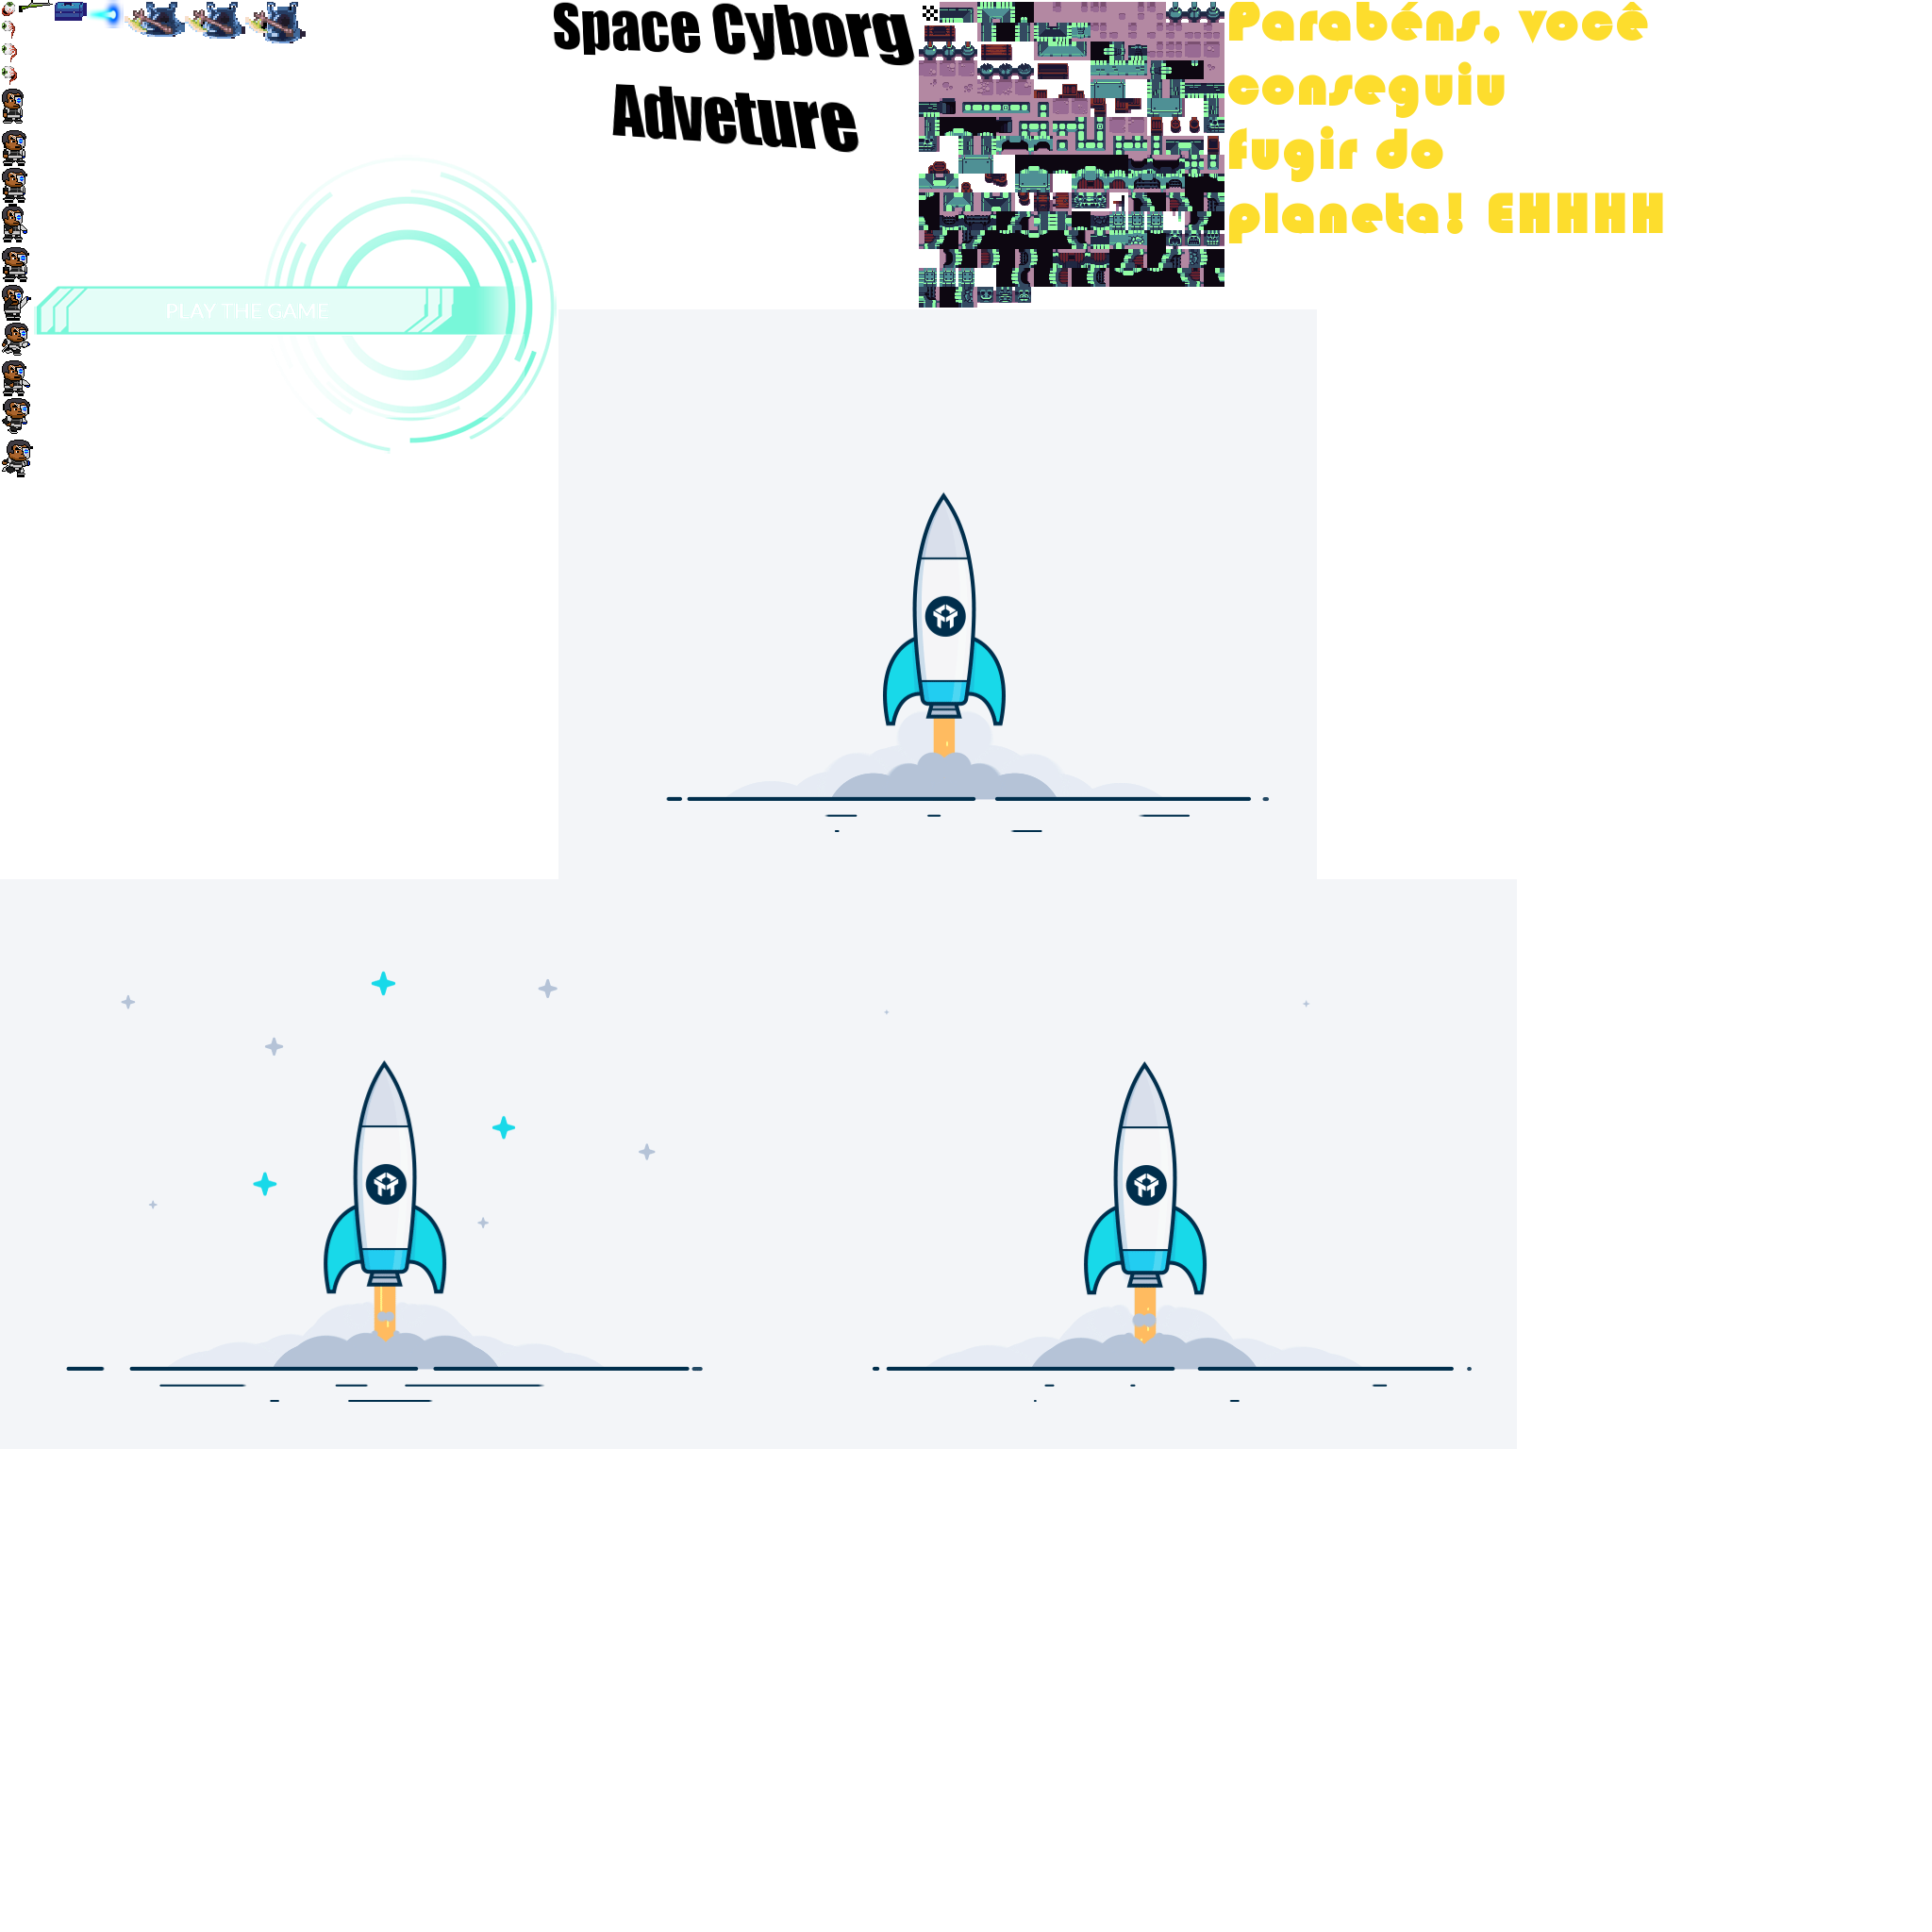 Space Cyborg
Adveture
Parabéns, você
conseguiu
fugir do
planeta! EHHHH
PLAY THE GAME